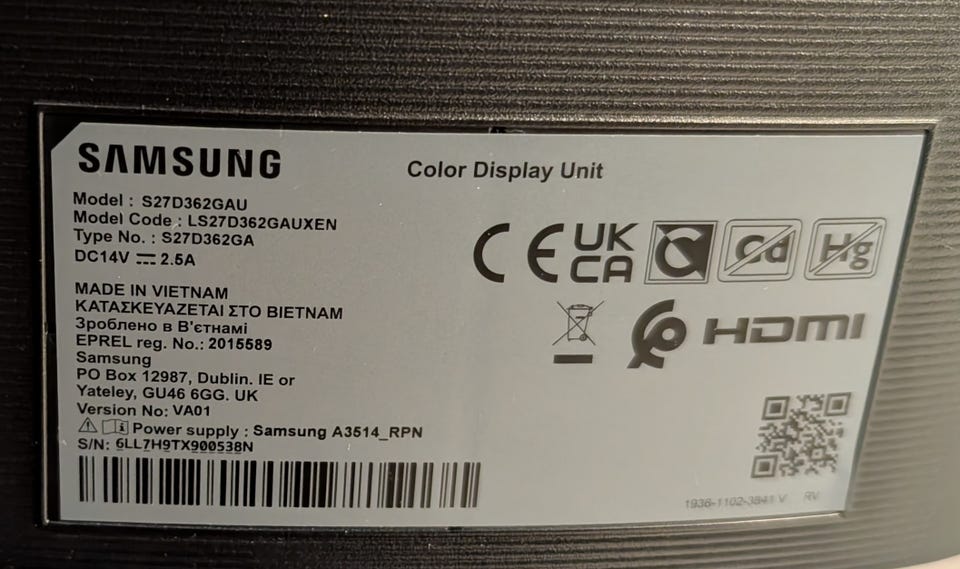 SAMSUNG
Color Display Unit
Model : S27D362GAU
Model Code : LS27D362GAUXEN
Type No. : S27D362GA
DC14V ⎓ 2.5A
CE UK CA C Cd Hg
MADE IN VIETNAM
ΚΑΤΑΣΚΕΥΑΖΕΤΑΙ ΣΤΟ ΒΙΕΤΝΑΜ
Зроблено в В'єтнамі
EPREL reg. No.: 2015589
HDMI
Samsung
PO Box 12987, Dublin. IE or
Yateley, GU46 6GG. UK
Version No: VA01
Power supply : Samsung A3514_RPN
S/N: 6LL7H9TX900538N
1936-1102-3841 V RV